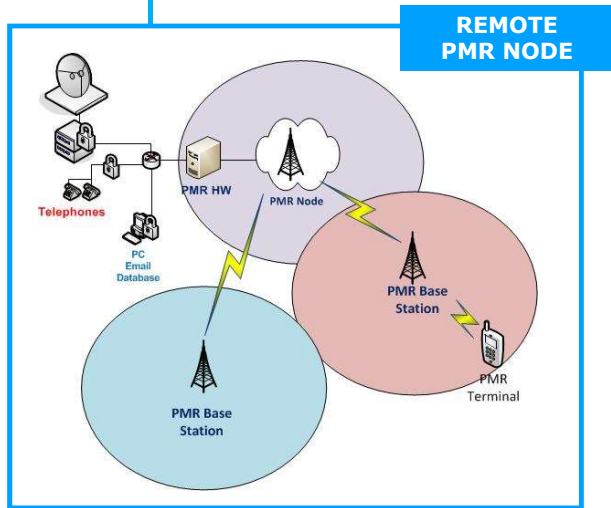 REMOTE
PMR NODE
PMR HW
PMR Node
Telephones
PC
Email
Database
PMR Base
Station
PMR
Terminal
PMR Base
Station